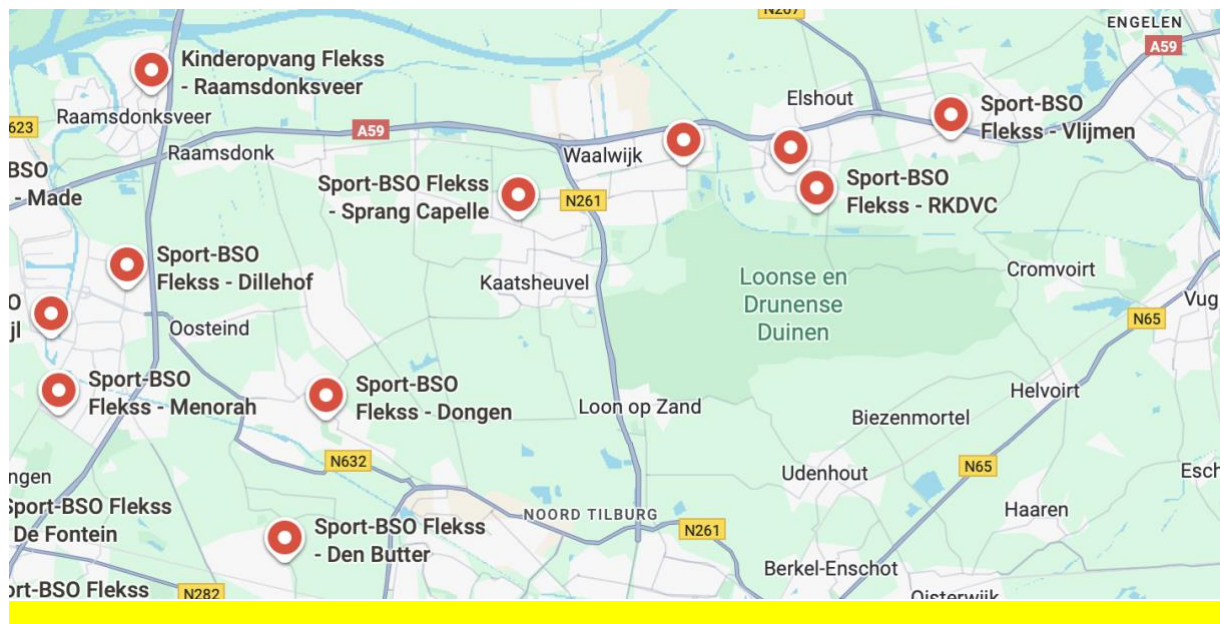 N267
ENGELEN
A59
Kinderopvang Flekss
- Raamsdonksveer
Elshout
Sport-BSO
Flekss - Vlijmen
623
Raamsdonksveer
A59
Raamsdonk
Waalwijk
BSO
- Made
Sport-BSO Flekss
- Sprang Capelle
N261
Sport-BSO
Flekss - RKDVC
Sport-BSO
Flekss - Dillehof
Kaatsheuvel
Loonse en
Drunense
Duinen
Cromvoirt
O
jl
Oosteind
N65
Vug
Sport-BSO
Flekss - Menorah
Sport-BSO
Flekss - Dongen
Loon op Zand
Helvoirt
Biezenmortel
N632
ngen
Udenhout
N65
Esch
Sport-BSO Flekss
De Fontein
Sport-BSO Flekss
- Den Butter
NOORD TILBURG
N261
Haaren
Berkel-Enschot
ort-BSO Flekss
N282
Oisterwijk